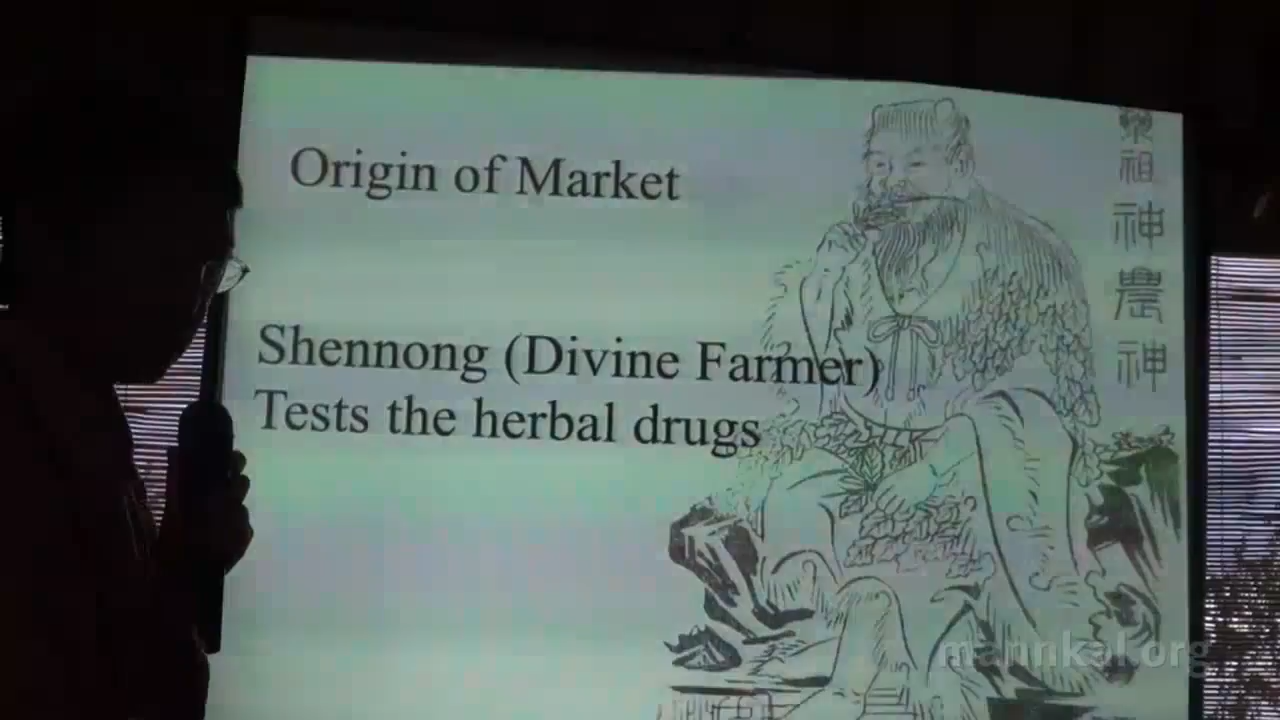 Origin of Market
Shennong (Divine Farmer)
Tests the herbal drugs
祖神農神
mannkal.org